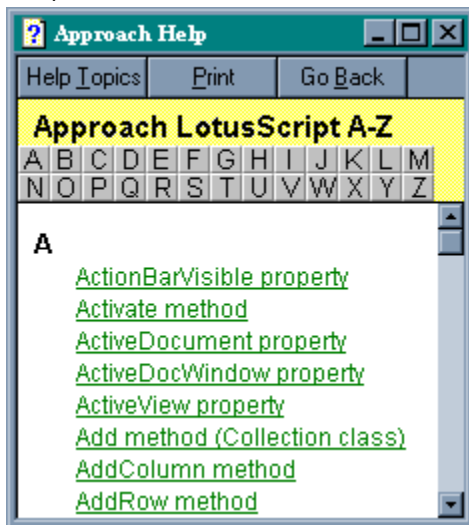 Approach Help
Help Topics Print Go Back
Approach LotusScript A-Z
A B C D E F G H I J K L M
N O P Q R S T U V W X Y Z
A
ActionBarVisible property
Activate method
ActiveDocument property
ActiveDocWindow property
ActiveView property
Add method (Collection class)
AddColumn method
AddRow method